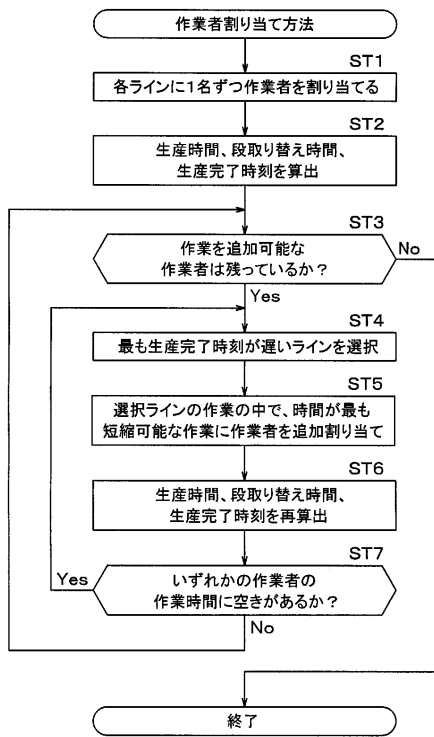 作業者割り当て方法
ST1
各ラインに1名ずつ作業者を割り当てる
ST2
生産時間、段取り替え時間、
生産完了時刻を算出
ST3
作業を追加可能な
作業者は残っているか?
No
Yes
ST4
最も生産完了時刻が遅いラインを選択
ST5
選択ラインの作業の中で、時間が最も
短縮可能な作業に作業者を追加割り当て
ST6
生産時間、段取り替え時間、
生産完了時刻を再算出
ST7
Yes
いずれかの作業者の
作業時間に空きがあるか?
No
終了